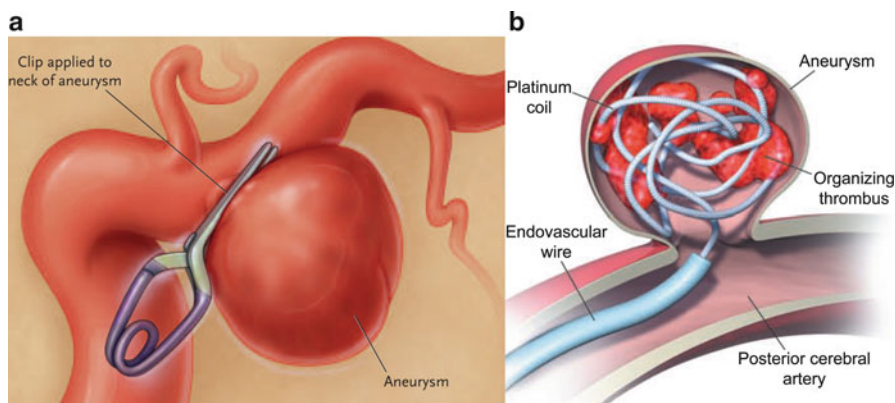 a
Clip applied to
neck of aneurysm
Aneurysm
b
Platinum
coil
Aneurysm
Organizing
thrombus
Endovascular
wire
Posterior cerebral
artery